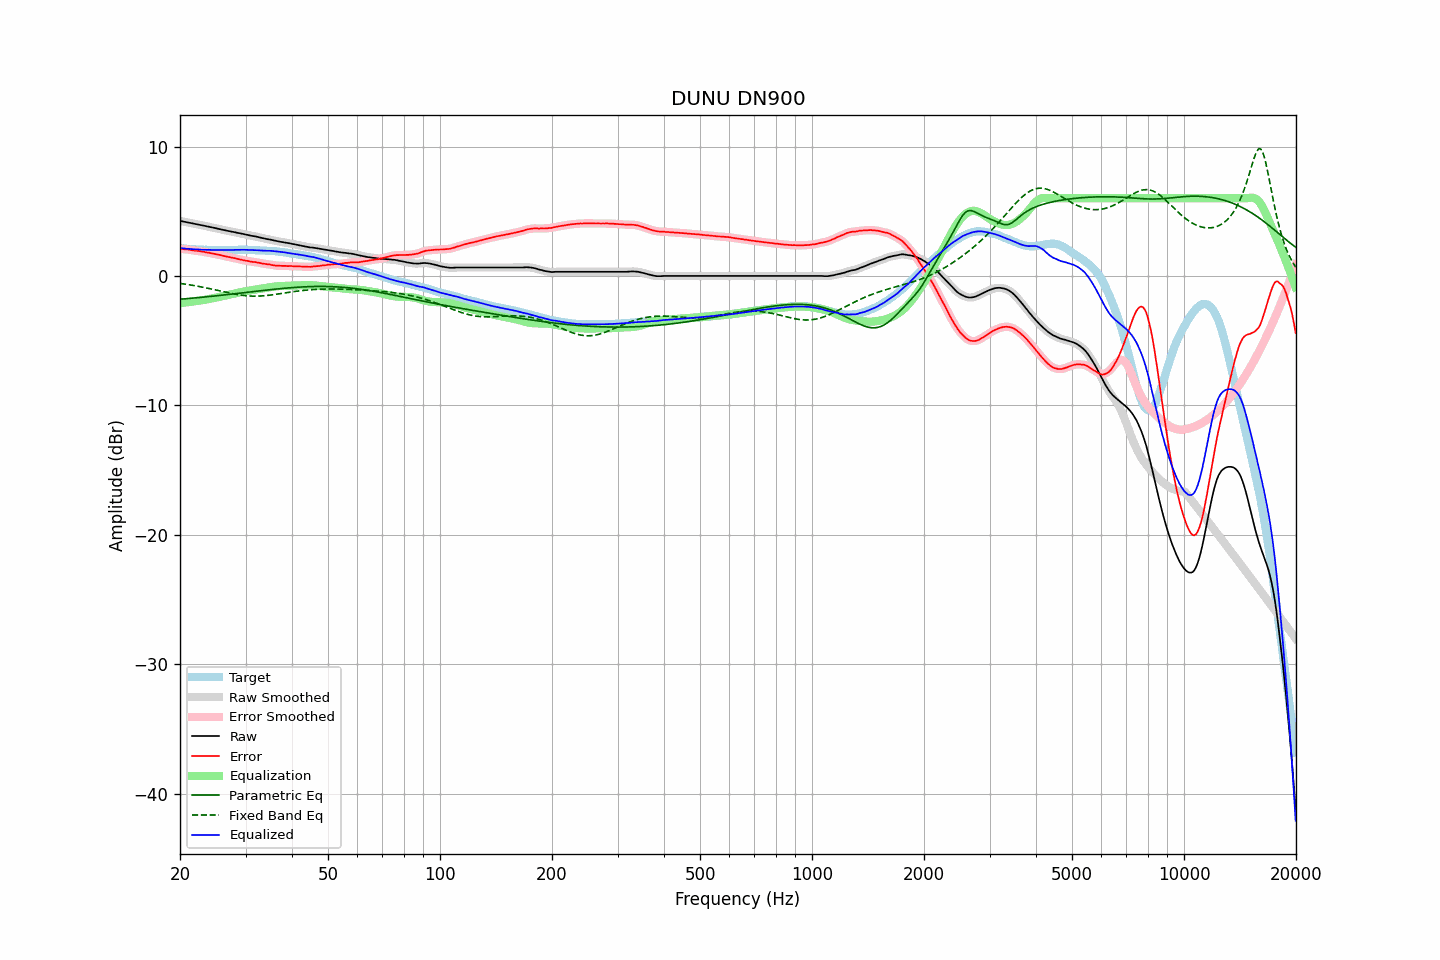 DUNU DN900
10
0
−10
−20
−30
−40
Amplitude (dBr)
Target
Raw Smoothed
Error Smoothed
Raw
Error
Equalization
Parametric Eq
Fixed Band Eq
Equalized
20 50 100 200 500 1000 2000 5000 10000 20000
Frequency (Hz)